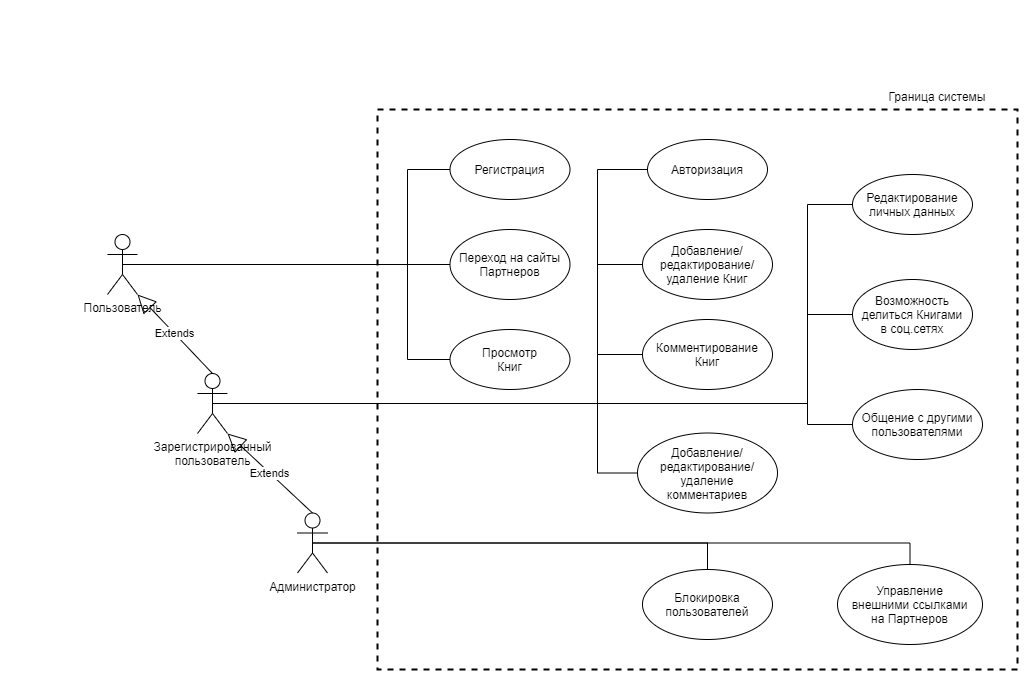 Граница системы
Регистрация
Авторизация
Редактирование
личных данных
Переход на сайты
Партнеров
Добавление/
редактирование/
удаление Книг
Возможность
делиться Книгами
в соц.сетях
Пользователь
Extends
Просмотр
Книг
Комментирование
Книг
Общение с другими
пользователями
Зарегистрированный
пользователь
Extends
Добавление/
редактирование/
удаление
комментариев
Администратор
Блокировка
пользователей
Управление
внешними ссылками
на Партнеров